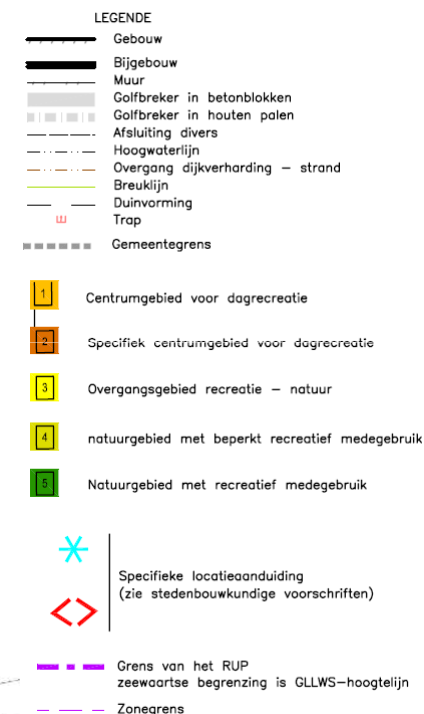 LEGENDE
Gebouw
Bijgebouw
Muur
Golfbreker in betonblokken
Golfbreker in houten palen
Afsluiting divers
Hoogwaterlijn
Overgang dijkverharding – strand
Breuklijn
Duinvorming
Trap
Gemeentegrens
1 Centrumgebied voor dagrecreatie
2 Specifiek centrumgebied voor dagrecreatie
3 Overgangsgebied recreatie – natuur
4 natuurgebied met beperkt recreatief medegebruik
5 Natuurgebied met recreatief medegebruik
Specifieke locatieaanduiding
(zie stedenbouwkundige voorschriften)
Grens van het RUP
zeewaartse begrenzing is GLLWS–hoogtelijn
Zonegrens